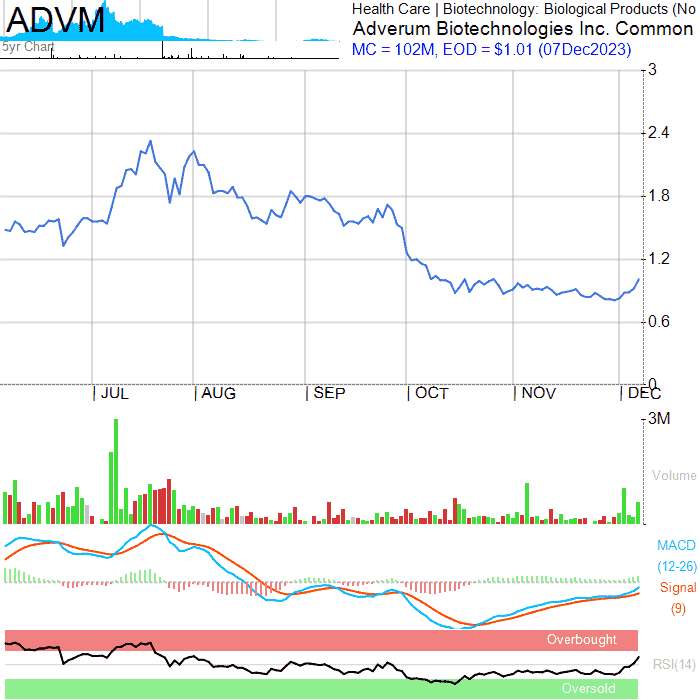 ADVM
5yr Chart
Health Care | Biotechnology: Biological Products (No
Adverum Biotechnologies Inc. Common
MC = 102M, EOD = $1.01 (07Dec2023)
3
2.4
1.8
1.2
0.6
0
JUL
AUG
SEP
OCT
NOV
DEC
3M
Volume
MACD
(12-26)
Signal
(9)
Overbought
RSI(14)
Oversold